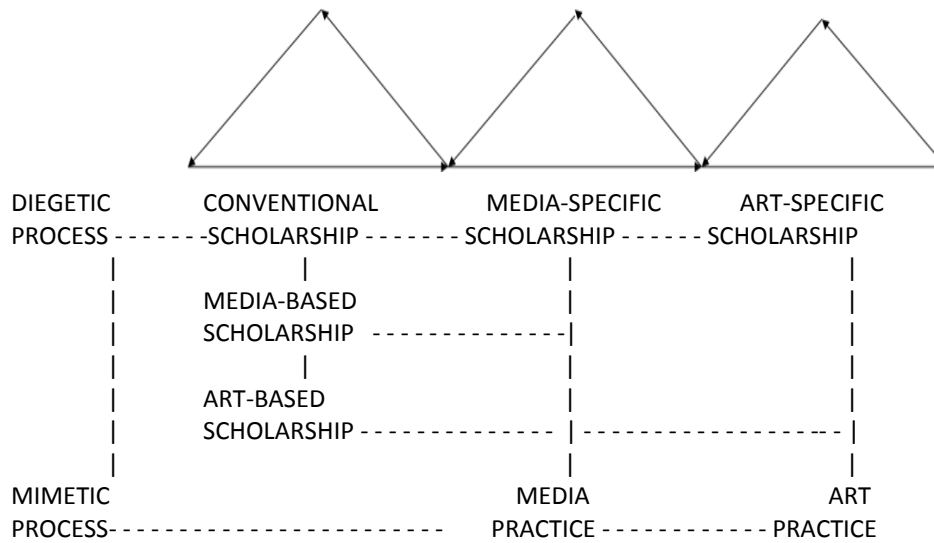 DIEGETIC CONVENTIONAL MEDIA-SPECIFIC ART-SPECIFIC
PROCESS - - - - - - -SCHOLARSHIP - - - - - - - SCHOLARSHIP - - - - - - SCHOLARSHIP
| | | |
| MEDIA-BASED | |
| SCHOLARSHIP - - - - - - - - - - - - - -| |
| | | |
| ART-BASED | |
| SCHOLARSHIP - - - - - - - - - - - - - - | - - - - - - - - - - - - - - - - -- - |
| | |
MIMETIC MEDIA ART
PROCESS- - - - - - - - - - - - - - - - - - - - - - - - PRACTICE - - - - - - - - - - - PRACTICE